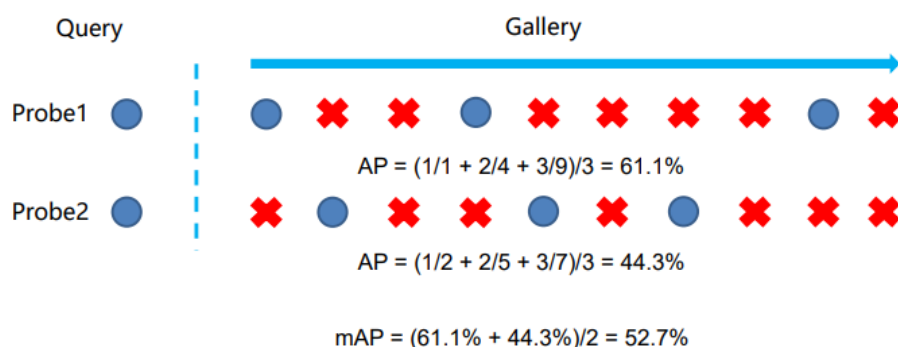 Query Gallery
Probe1
AP = (1/1 + 2/4 + 3/9)/3 = 61.1%
Probe2
AP = (1/2 + 2/5 + 3/7)/3 = 44.3%
mAP = (61.1% + 44.3%)/2 = 52.7%